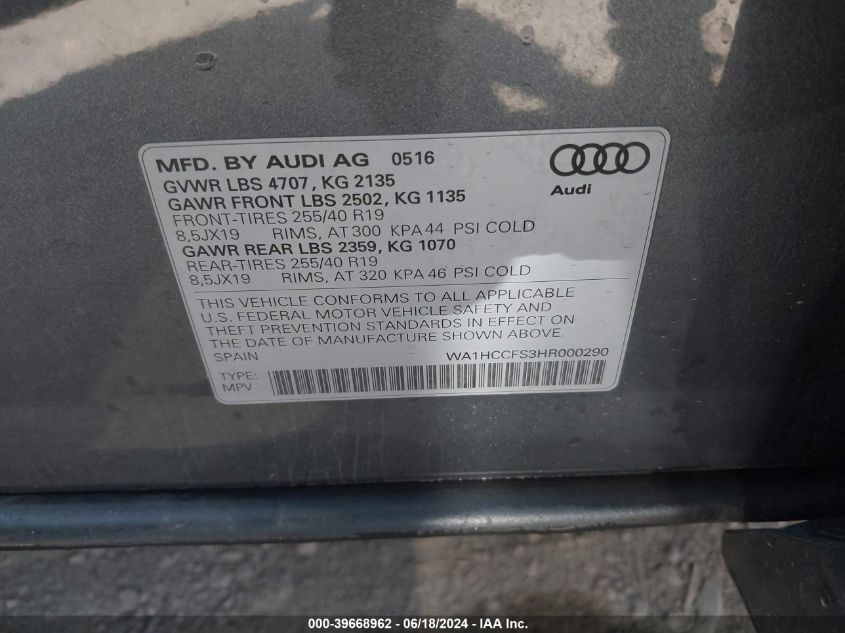 MFD. BY AUDI AG 0516
GVWR LBS 4707, KG 2135
GAWR FRONT LBS 2502, KG 1135
FRONT-TIRES 255/40 R19
8,5JX19 RIMS, AT 300 KPA 44 PSI COLD
GAWR REAR LBS 2359, KG 1070
REAR-TIRES 255/40 R19
8,5JX19 RIMS, AT 320 KPA 46 PSI COLD
Audi
THIS VEHICLE CONFORMS TO ALL APPLICABLE
U.S. FEDERAL MOTOR VEHICLE SAFETY AND
THEFT PREVENTION STANDARDS IN EFFECT ON
THE DATE OF MANUFACTURE SHOWN ABOVE.
SPAIN WA1HCCFS3HR000290
TYPE:
MPV
000-39668962 - 06/18/2024 - www.iaai.com